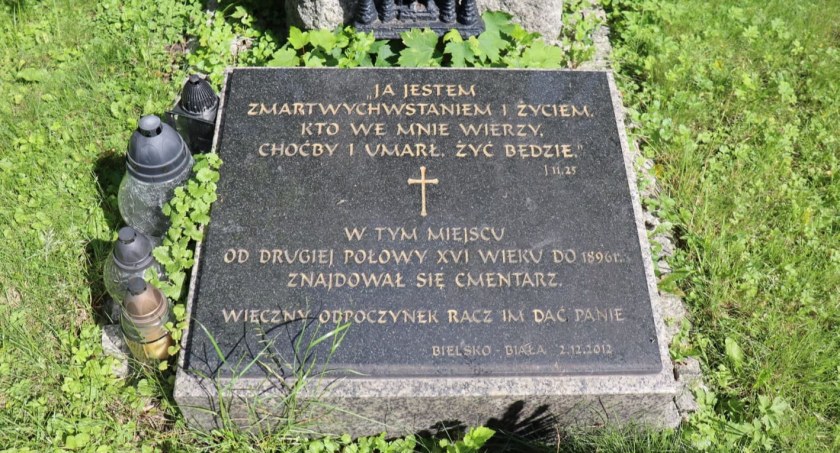 „JA JESTEM
ZMARTWYCHWSTANIEM I ŻYCIEM.
KTO WE MNIE WIERZY,
CHOĆBY I UMARŁ, ŻYĆ BĘDZIE."
J 11,25
W TYM MIEJSCU
OD DRUGIEJ POŁOWY XVI WIEKU DO 1896r.
ZNAJDOWAŁ SIĘ CMENTARZ.
WIECZNY ODPOCZYNEK RACZ IM DAĆ PANIE
BIELSKO - BIAŁA 2.12.2012